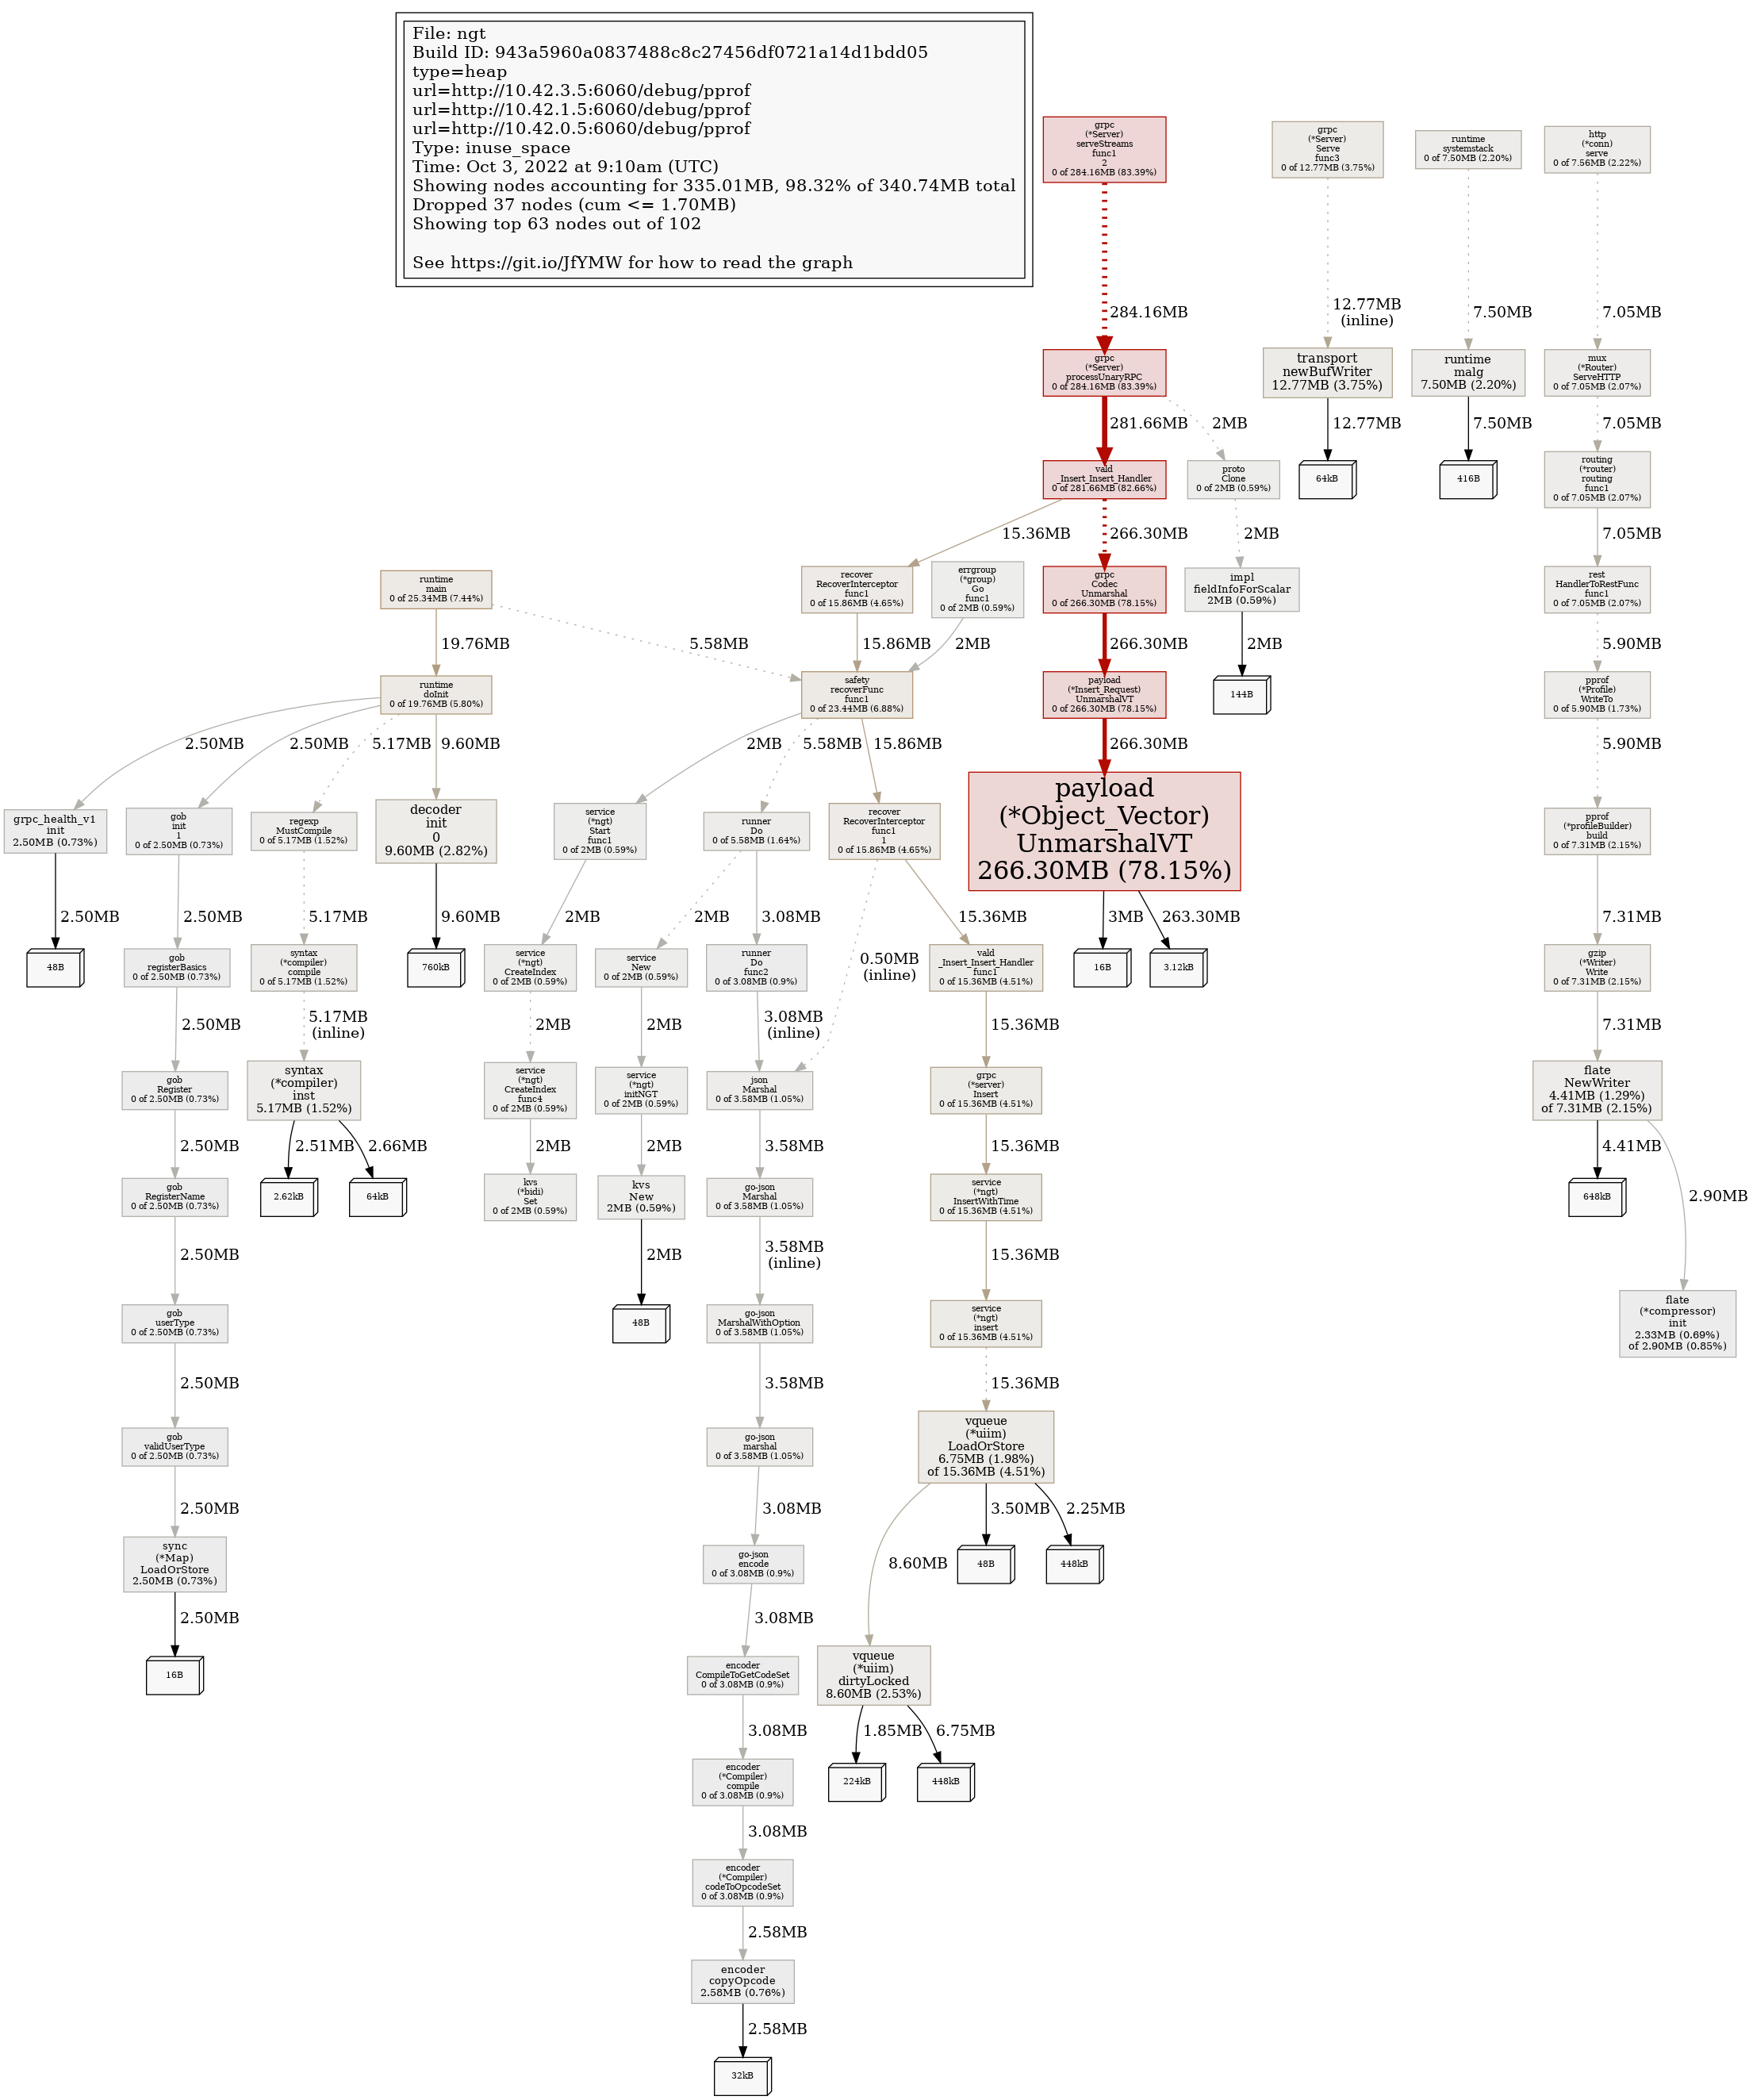 File: ngt
Build ID: 943a5960a0837488c8c27456df0721a14d1bdd05
type=heap
url=http://10.42.3.5:6060/debug/pprof
url=http://10.42.1.5:6060/debug/pprof
url=http://10.42.0.5:6060/debug/pprof
Type: inuse_space
Time: Oct 3, 2022 at 9:10am (UTC)
Showing nodes accounting for 335.01MB, 98.32% of 340.74MB total
Dropped 37 nodes (cum <= 1.70MB)
Showing top 63 nodes out of 102
See https://git.io/JfYMW for how to read the graph
grpc
(*Server)
serveStreams
func1
2
0 of 284.16MB (83.39%)
grpc
(*Server)
Serve
func3
0 of 12.77MB (3.75%)
runtime
systemstack
0 of 7.50MB (2.20%)
http
(*conn)
serve
0 of 7.56MB (2.22%)
284.16MB
12.77MB
(inline)
7.50MB
7.05MB
grpc
(*Server)
processUnaryRPC
0 of 284.16MB (83.39%)
transport
newBufWriter
12.77MB (3.75%)
runtime
malg
7.50MB (2.20%)
mux
(*Router)
ServeHTTP
0 of 7.05MB (2.07%)
281.66MB
2MB
12.77MB
7.50MB
7.05MB
vald
_Insert_Insert_Handler
0 of 281.66MB (82.66%)
proto
Clone
0 of 2MB (0.59%)
64kB
416B
routing
(*router)
routing
func1
0 of 7.05MB (2.07%)
15.36MB
266.30MB
2MB
7.05MB
runtime
main
0 of 25.34MB (7.44%)
recover
RecoverInterceptor
func1
0 of 15.86MB (4.65%)
errgroup
(*group)
Go
func1
0 of 2MB (0.59%)
grpc
Codec
Unmarshal
0 of 266.30MB (78.15%)
impl
fieldInfoForScalar
2MB (0.59%)
rest
HandlerToRestFunc
func1
0 of 7.05MB (2.07%)
19.76MB
5.58MB
15.86MB
2MB
266.30MB
2MB
5.90MB
runtime
doInit
0 of 19.76MB (5.80%)
safety
recoverFunc
func1
0 of 23.44MB (6.88%)
payload
(*Insert_Request)
UnmarshalVT
0 of 266.30MB (78.15%)
144B
pprof
(*Profile)
WriteTo
0 of 5.90MB (1.73%)
2.50MB
2.50MB
5.17MB
9.60MB
2MB
5.58MB
15.86MB
266.30MB
5.90MB
grpc_health_v1
init
2.50MB (0.73%)
gob
init
1
0 of 2.50MB (0.73%)
regexp
MustCompile
0 of 5.17MB (1.52%)
decoder
init
0
9.60MB (2.82%)
service
(*ngt)
Start
func1
0 of 2MB (0.59%)
runner
Do
0 of 5.58MB (1.64%)
recover
RecoverInterceptor
func1
1
0 of 15.86MB (4.65%)
payload
(*Object_Vector)
UnmarshalVT
266.30MB (78.15%)
pprof
(*profileBuilder)
build
0 of 7.31MB (2.15%)
2.50MB
2.50MB
5.17MB
9.60MB
2MB
2MB
3.08MB
0.50MB
(inline)
15.36MB
3MB
263.30MB
7.31MB
48B
gob
registerBasics
0 of 2.50MB (0.73%)
syntax
(*compiler)
compile
0 of 5.17MB (1.52%)
760kB
service
(*ngt)
CreateIndex
0 of 2MB (0.59%)
service
New
0 of 2MB (0.59%)
runner
Do
func2
0 of 3.08MB (0.9%)
vald
_Insert_Insert_Handler
func1
0 of 15.36MB (4.51%)
16B
3.12kB
gzip
(*Writer)
Write
0 of 7.31MB (2.15%)
2.50MB
5.17MB
(inline)
2MB
2MB
3.08MB
(inline)
15.36MB
7.31MB
gob
Register
0 of 2.50MB (0.73%)
syntax
(*compiler)
inst
5.17MB (1.52%)
service
(*ngt)
CreateIndex
func4
0 of 2MB (0.59%)
service
(*ngt)
initNGT
0 of 2MB (0.59%)
json
Marshal
0 of 3.58MB (1.05%)
grpc
(*server)
Insert
0 of 15.36MB (4.51%)
flate
NewWriter
4.41MB (1.29%)
of 7.31MB (2.15%)
2.50MB
2.51MB
2.66MB
2MB
2MB
3.58MB
15.36MB
4.41MB
2.90MB
gob
RegisterName
0 of 2.50MB (0.73%)
2.62kB
64kB
kvs
(*bidi)
Set
0 of 2MB (0.59%)
kvs
New
2MB (0.59%)
go-json
Marshal
0 of 3.58MB (1.05%)
service
(*ngt)
InsertWithTime
0 of 15.36MB (4.51%)
648kB
2.50MB
2MB
3.58MB
(inline)
15.36MB
gob
userType
0 of 2.50MB (0.73%)
48B
go-json
MarshalWithOption
0 of 3.58MB (1.05%)
service
(*ngt)
insert
0 of 15.36MB (4.51%)
flate
(*compressor)
init
2.33MB (0.69%)
of 2.90MB (0.85%)
2.50MB
3.58MB
15.36MB
gob
validUserType
0 of 2.50MB (0.73%)
go-json
marshal
0 of 3.58MB (1.05%)
vqueue
(*uiim)
LoadOrStore
6.75MB (1.98%)
of 15.36MB (4.51%)
2.50MB
3.08MB
8.60MB
3.50MB
2.25MB
sync
(*Map)
LoadOrStore
2.50MB (0.73%)
go-json
encode
0 of 3.08MB (0.9%)
48B
448kB
2.50MB
3.08MB
16B
encoder
CompileToGetCodeSet
0 of 3.08MB (0.9%)
vqueue
(*uiim)
dirtyLocked
8.60MB (2.53%)
3.08MB
1.85MB
6.75MB
encoder
(*Compiler)
compile
0 of 3.08MB (0.9%)
224kB
448kB
3.08MB
encoder
(*Compiler)
codeToOpcodeSet
0 of 3.08MB (0.9%)
2.58MB
encoder
copyOpcode
2.58MB (0.76%)
2.58MB
32kB